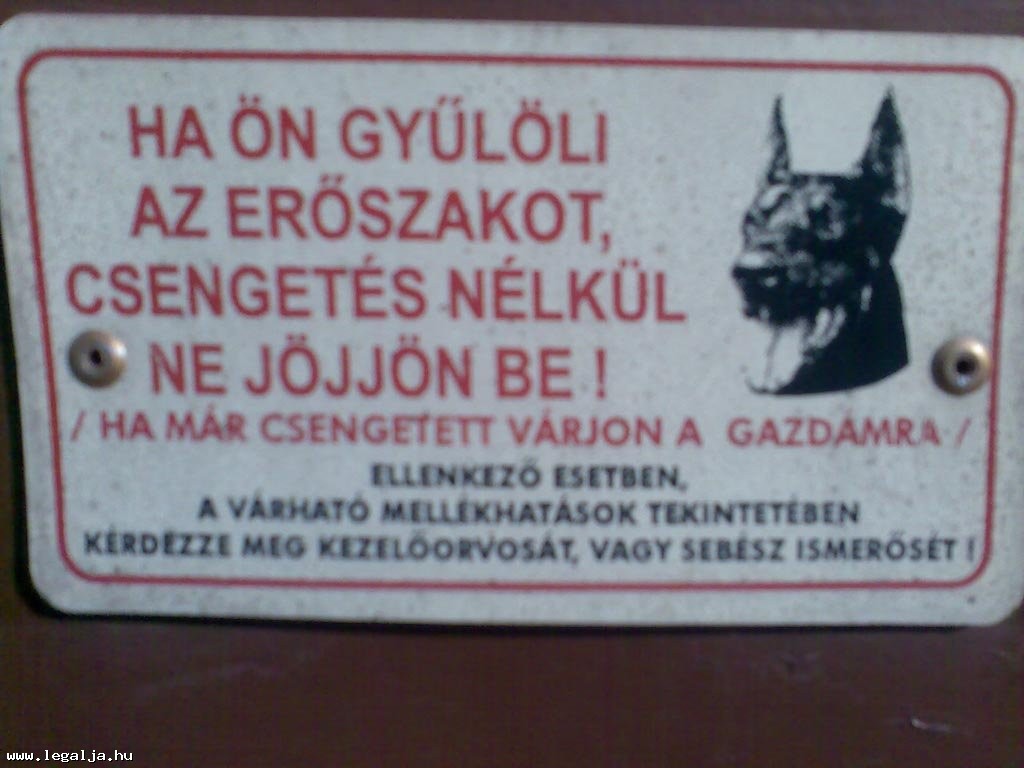 HA ÖN GYŰLÖLI
AZ ERŐSZAKOT,
CSENGETÉS NÉLKÜL
NE JÖJJÖN BE !
/ HA MÁR CSENGETETT VÁRJON A GAZDÁMRA /
ELLENKEZŐ ESETBEN,
A VÁRHATÓ MELLÉKHATÁSOK TEKINTETÉBEN
KÉRDEZZE MEG KEZELŐORVOSÁT, VAGY SEBÉSZ ISMERŐSÉT !
www.legalja.hu